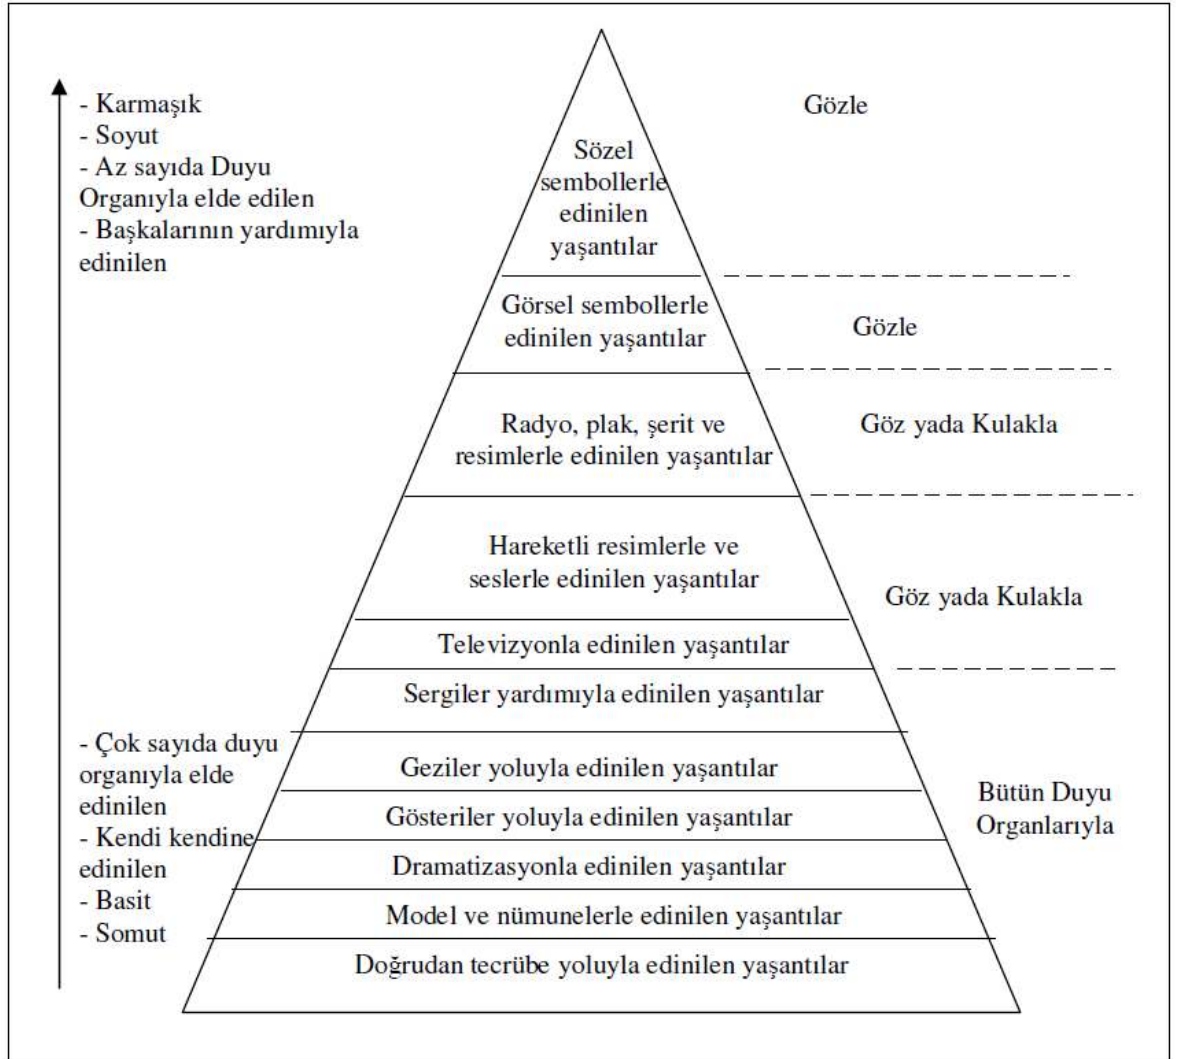 - Karmaşık
- Soyut
- Az sayıda Duyu
Organıyla elde edilen
- Başkalarının yardımıyla
edinilen
Gözle
Sözel
sembollerle
edinilen
yaşantılar
Görsel sembollerle
edinilen yaşantılar
Gözle
Radyo, plak, şerit ve
resimlerle edinilen yaşantılar
Göz yada Kulakla
Hareketli resimlerle ve
seslerle edinilen yaşantılar
Göz yada Kulakla
Televizyonla edinilen yaşantılar
Sergiler yardımıyla edinilen yaşantılar
- Çok sayıda duyu
organıyla elde
edinilen
- Kendi kendine
edinilen
- Basit
- Somut
Geziler yoluyla edinilen yaşantılar
Gösteriler yoluyla edinilen yaşantılar
Dramatizasyonla edinilen yaşantılar
Model ve nümunelerle edinilen yaşantılar
Doğrudan tecrübe yoluyla edinilen yaşantılar
Bütün Duyu
Organlarıyla